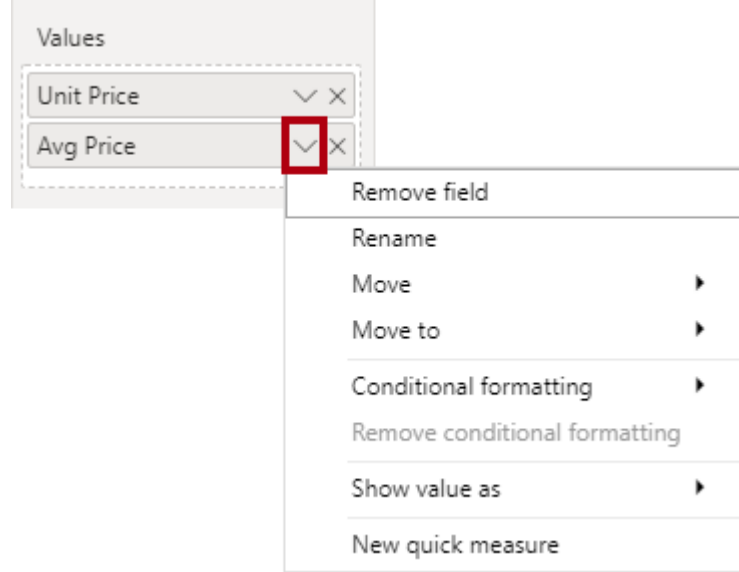 Values
Unit Price
Avg Price
Remove field
Rename
Move
Move to
Conditional formatting
Remove conditional formatting
Show value as
New quick measure